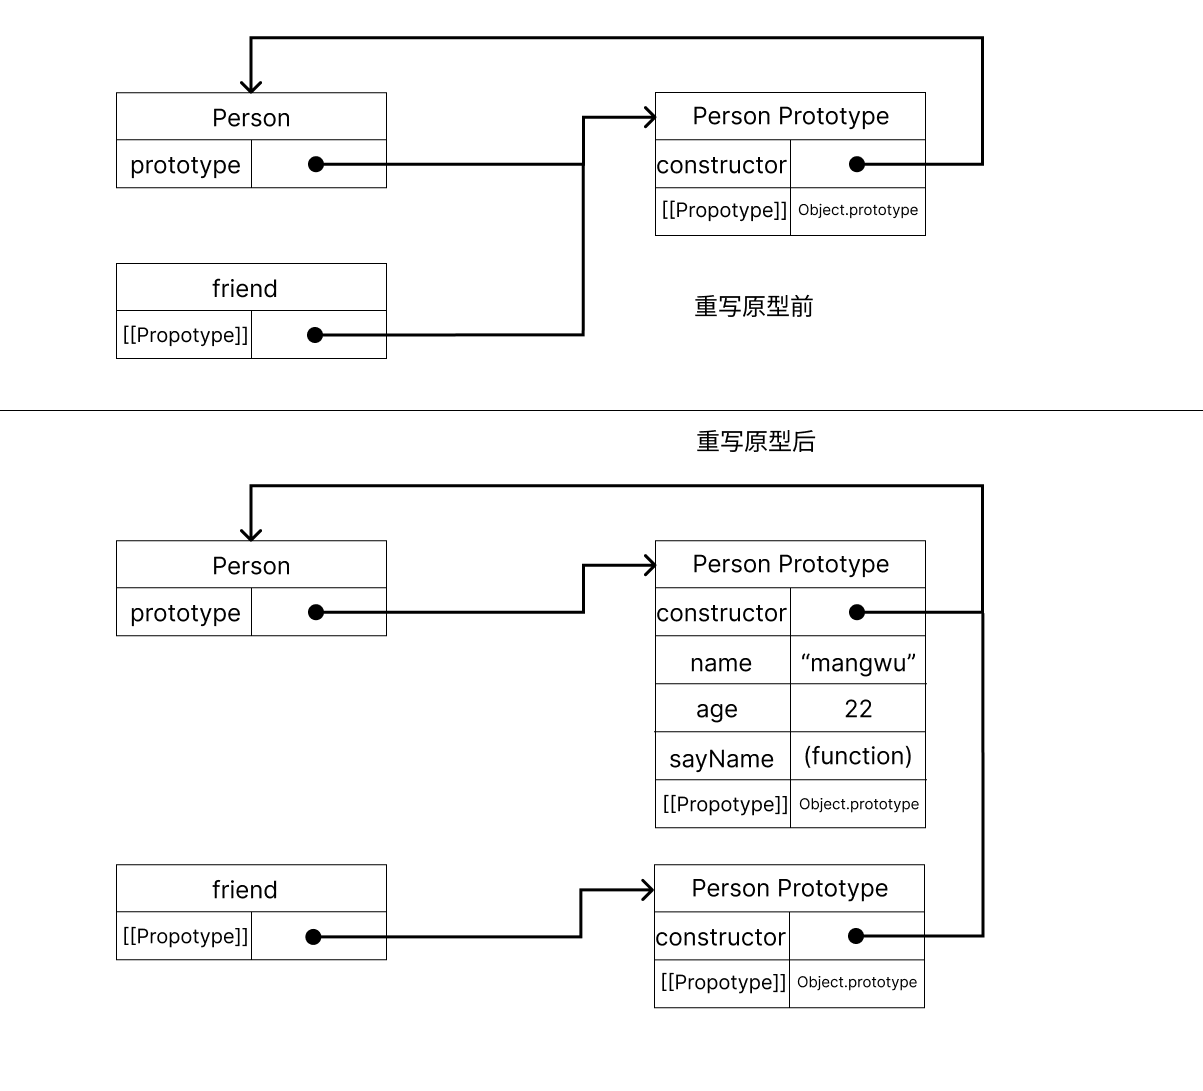 Person
prototype
Person Prototype
constructor
[[Propotype]]
Object.prototype
friend
[[Propotype]]
重写原型前
重写原型后
Person
prototype
Person Prototype
constructor
name
“mangwu”
age
22
sayName
(function)
[[Propotype]]
Object.prototype
friend
[[Propotype]]
Person Prototype
constructor
[[Propotype]]
Object.prototype